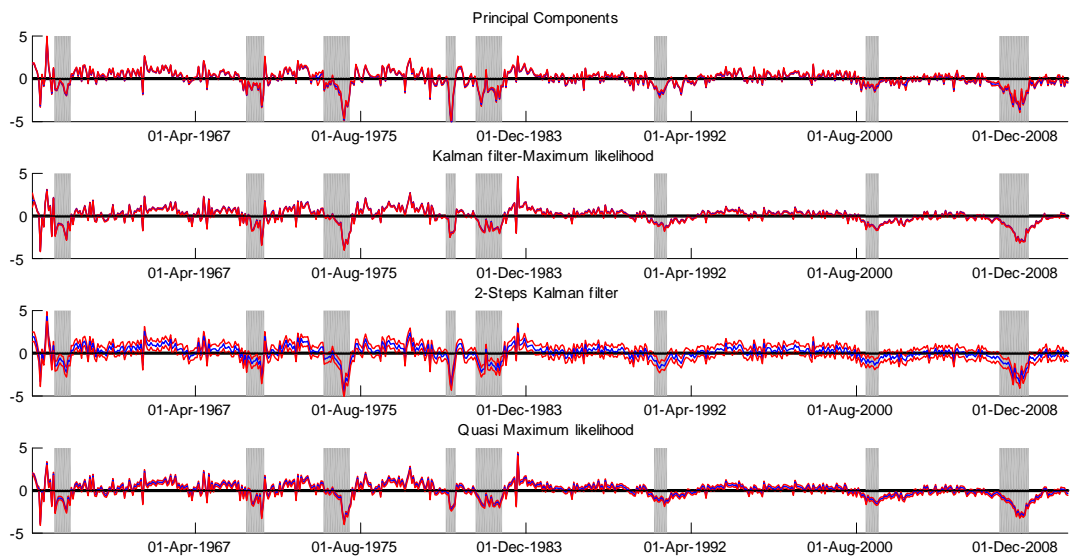 Principal Components
5
0
-5
01-Apr-1967 01-Aug-1975 01-Dec-1983 01-Apr-1992 01-Aug-2000 01-Dec-2008
Kalman filter-Maximum likelihood
5
0
-5
01-Apr-1967 01-Aug-1975 01-Dec-1983 01-Apr-1992 01-Aug-2000 01-Dec-2008
2-Steps Kalman filter
5
0
-5
01-Apr-1967 01-Aug-1975 01-Dec-1983 01-Apr-1992 01-Aug-2000 01-Dec-2008
Quasi Maximum likelihood
5
0
-5
01-Apr-1967 01-Aug-1975 01-Dec-1983 01-Apr-1992 01-Aug-2000 01-Dec-2008